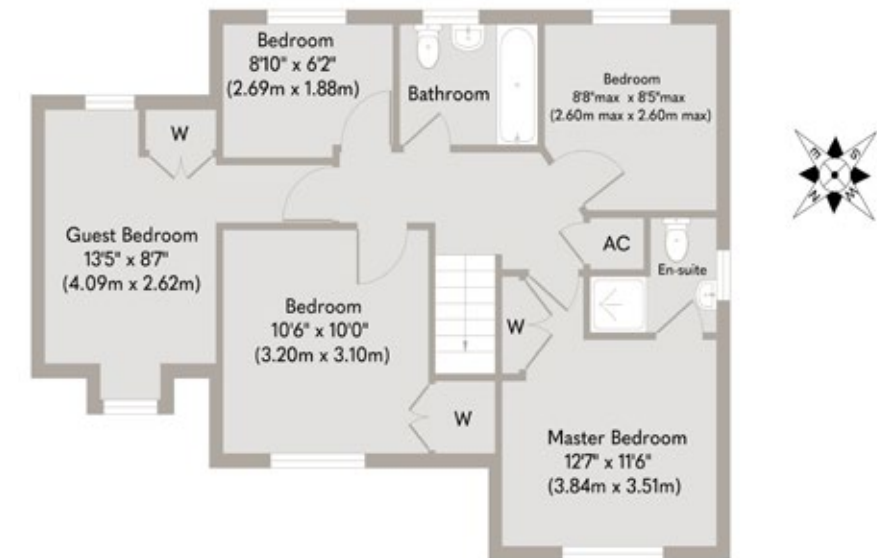 Bedroom
8'10" x 6'2"
(2.69m x 1.88m)
Bathroom
Bedroom
8'8"max x 8'5"max
(2.60m max x 2.60m max)
W
E
S
N
W
Guest Bedroom
13'5" x 8'7"
(4.09m x 2.62m)
AC
En-suite
Bedroom
10'6" x 10'0"
(3.20m x 3.10m)
W
W
Master Bedroom
12'7" x 11'6"
(3.84m x 3.51m)